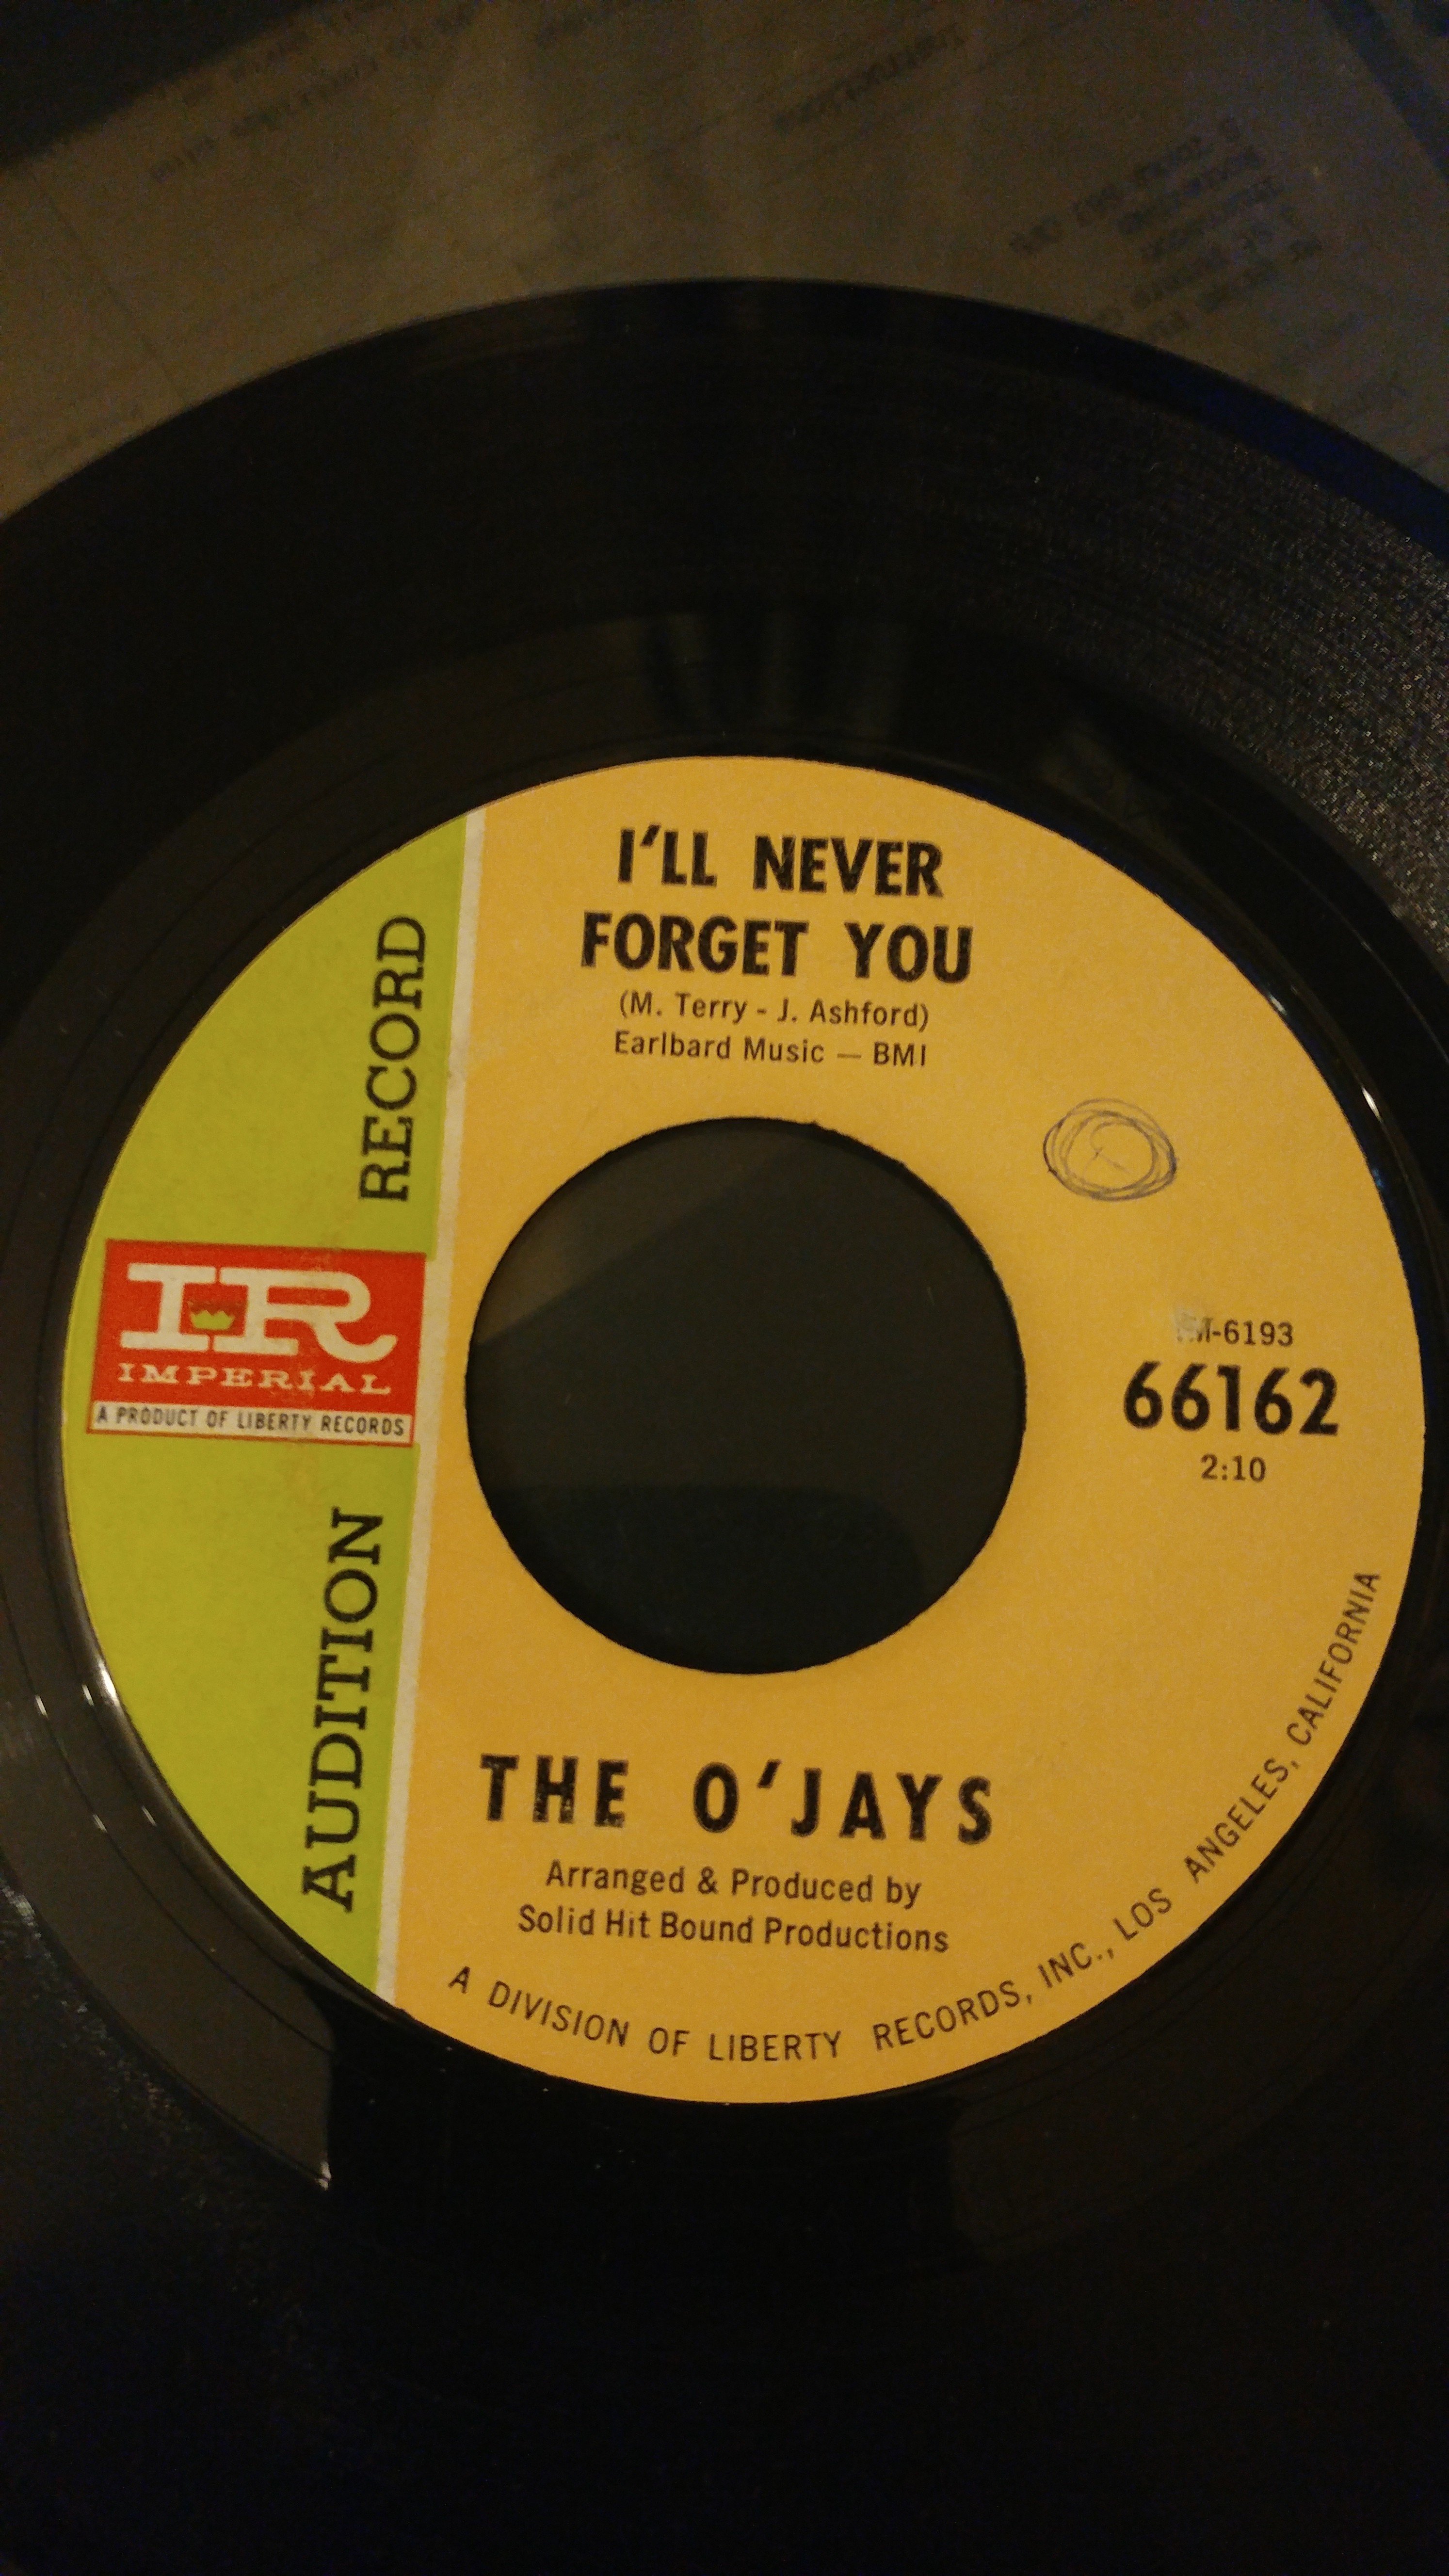 I'LL NEVER
FORGET YOU
(M. Terry - J. Ashford)
Earlbard Music — BMI
RECORD
IR
IMPERIAL
A PRODUCT OF LIBERTY RECORDS
AUDITION
-6193
66162
2:10
THE O'JAYS
Arranged & Produced by
Solid Hit Bound Productions
A DIVISION OF LIBERTY RECORDS, INC., LOS ANGELES, CALIFORNIA